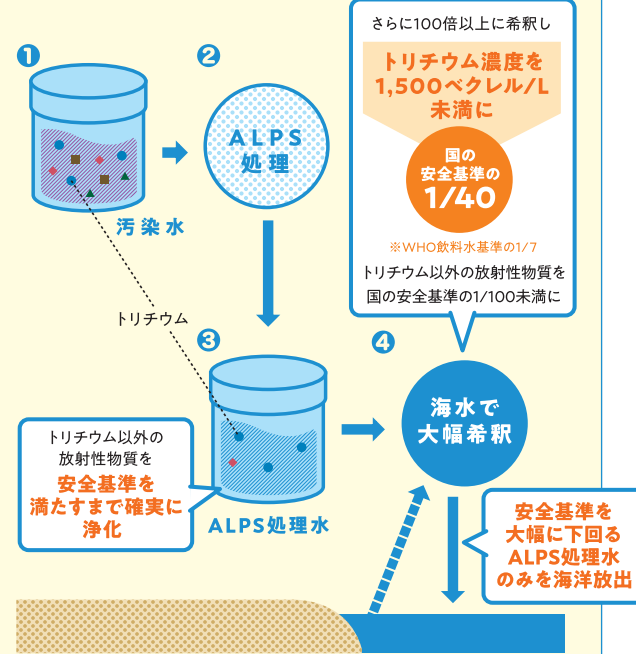 ①
汚染水
②
ALPS
処理
トリチウム
③
ALPS処理水
トリチウム以外の
放射性物質を
安全基準を
満たすまで確実に
浄化
④
海水で
大幅希釈
さらに100倍以上に希釈し
トリチウム濃度を
1,500ベクレル/L
未満に
国の
安全基準の
1/40
※WHO飲料水基準の1/7
トリチウム以外の放射性物質を
国の安全基準の1/100未満に
安全基準を
大幅に下回る
ALPS処理水
のみを海洋放出